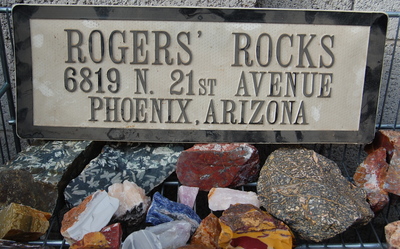 ROGERS' ROCKS
6819 N. 21ST AVENUE
PHOENIX, ARIZONA